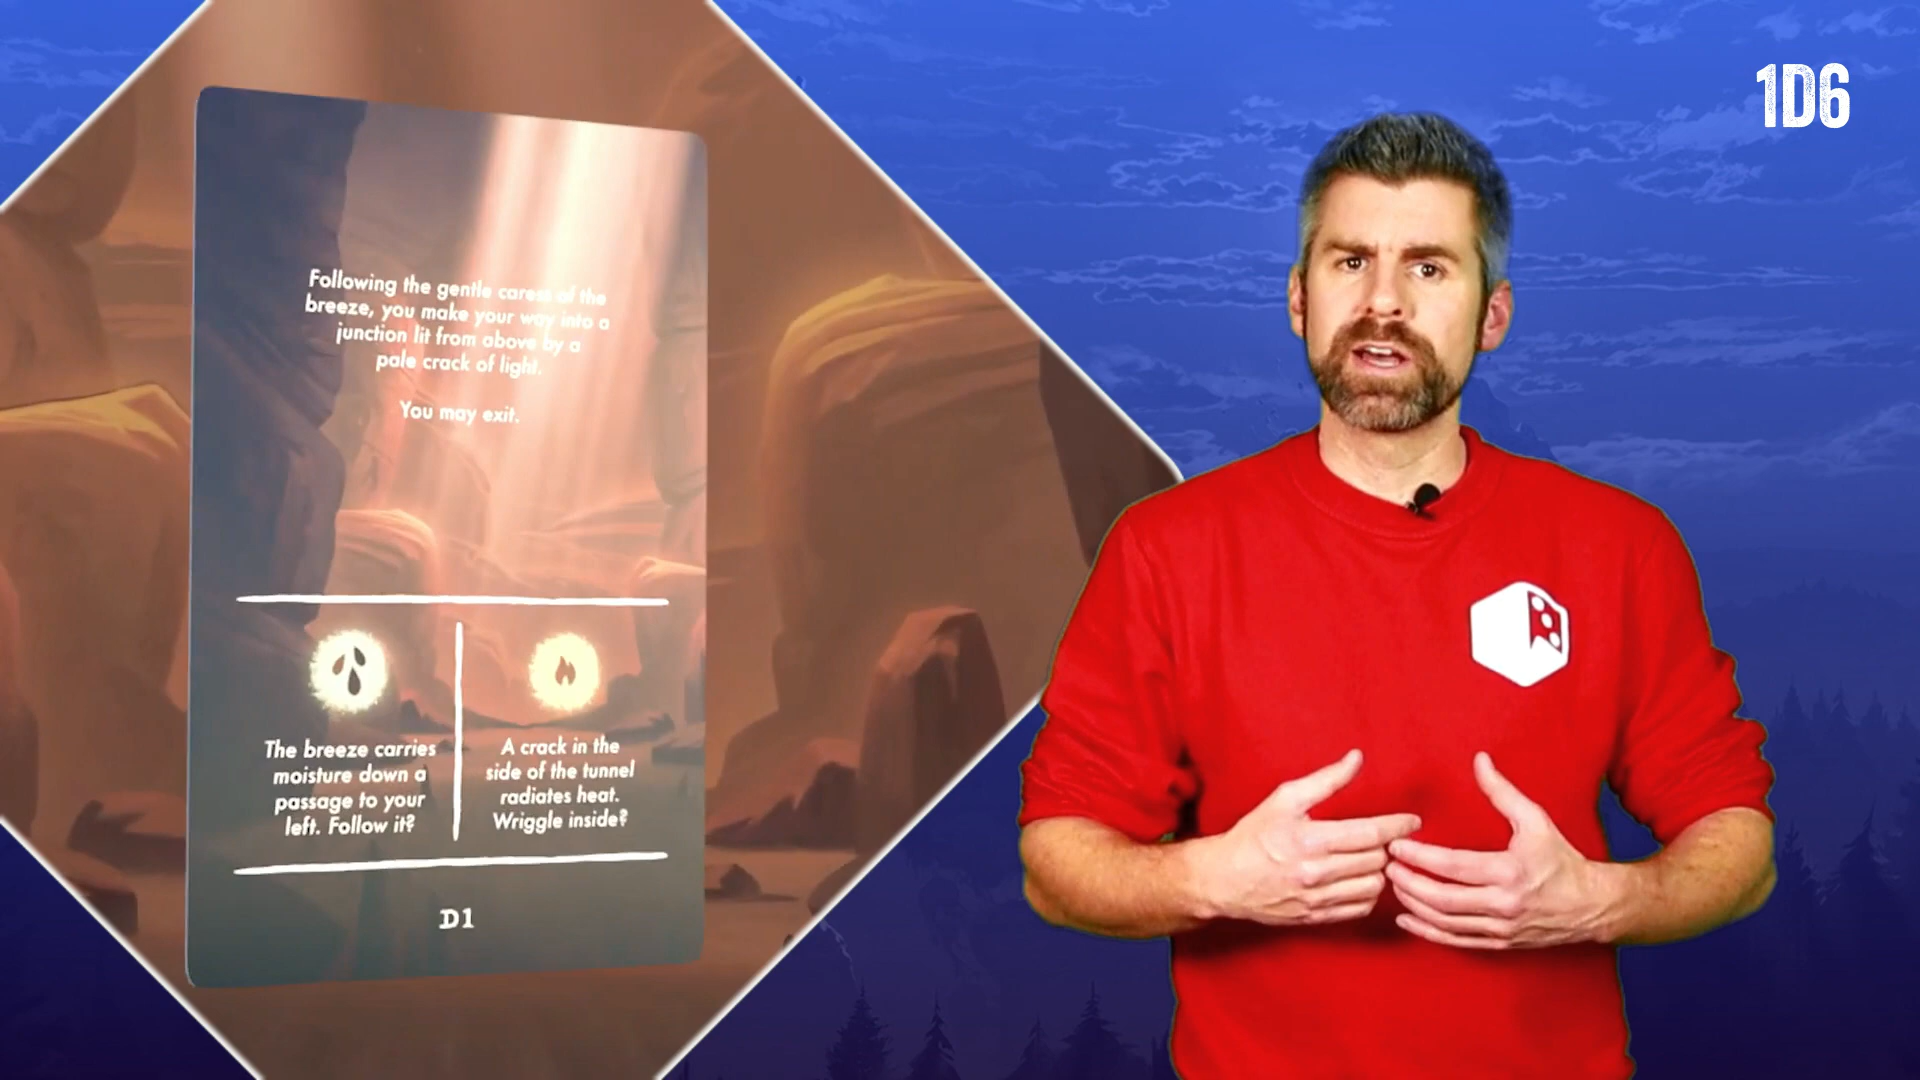 1D6
Following the gentle caress of the
breeze, you make your way into a
junction lit from above by a
pale crack of light.
You may exit.
The breeze carries
moisture down a
passage to your
left. Follow it?
A crack in the
side of the tunnel
radiates heat.
Wriggle inside?
D1